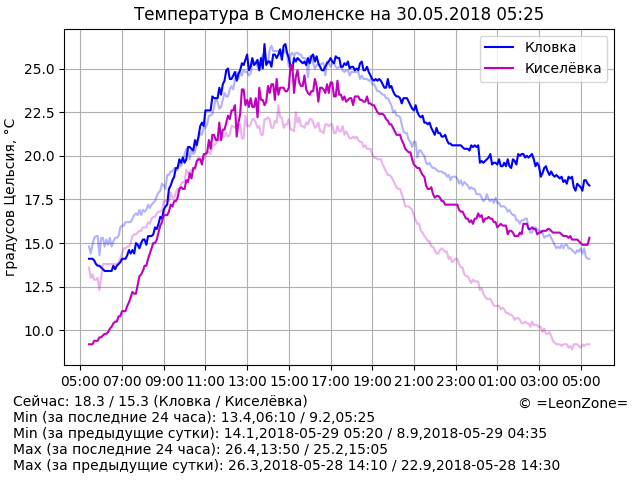 Температура в Смоленске на 30.05.2018 05:25
Кловка
Киселёвка
градусов Цельсия, °C
25.0
22.5
20.0
17.5
15.0
12.5
10.0
05:00 07:00 09:00 11:00 13:00 15:00 17:00 19:00 21:00 23:00 01:00 03:00 05:00
Сейчас: 18.3 / 15.3 (Кловка / Киселёвка)
© =LeonZone=
Min (за последние 24 часа): 13.4,06:10 / 9.2,05:25
Min (за предыдущие сутки): 14.1,2018-05-29 05:20 / 8.9,2018-05-29 04:35
Max (за последние 24 часа): 26.4,13:50 / 25.2,15:05
Max (за предыдущие сутки): 26.3,2018-05-28 14:10 / 22.9,2018-05-28 14:30